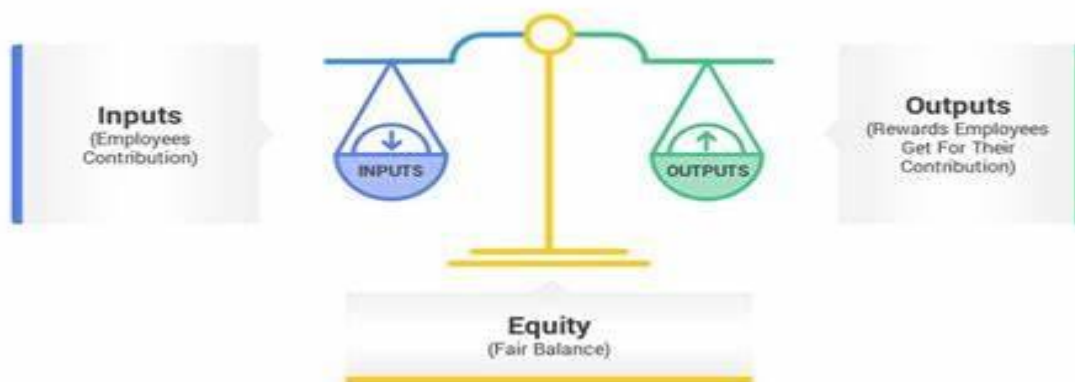 Inputs
(Employees
Contribution)
INPUTS
OUTPUTS
Outputs
(Rewards Employees
Get For Their
Contribution)
Equity
(Fair Balance)